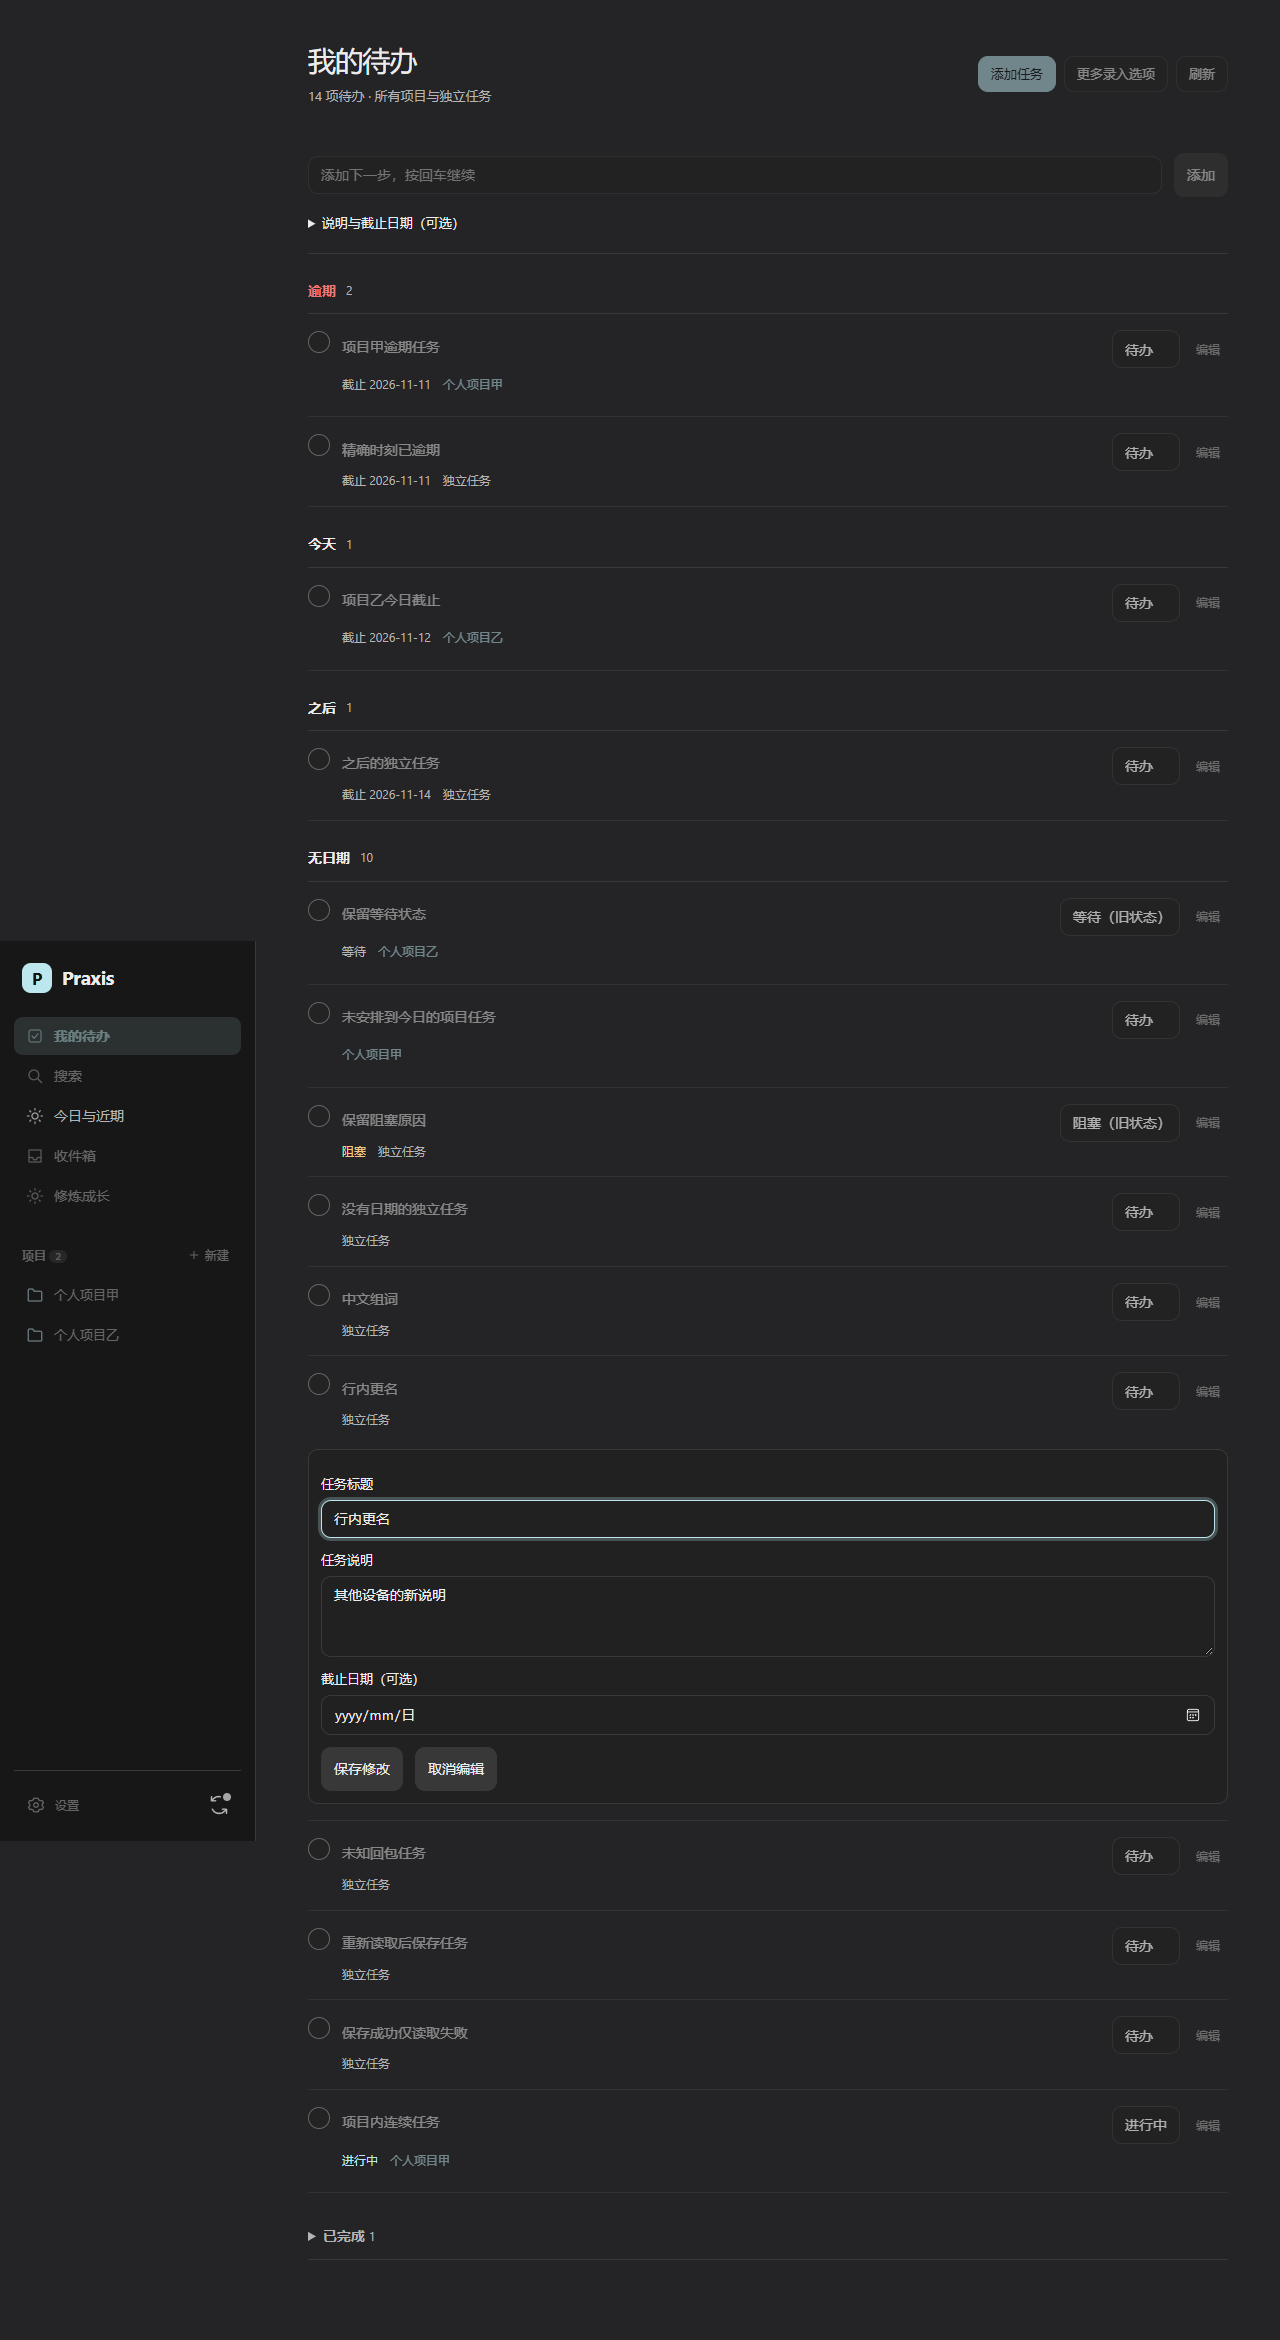 我的待办
14 项待办 · 所有项目与独立任务
添加任务
更多录入选项
刷新
添加下一步，按回车继续
添加
说明与截止日期（可选）
逾期 2
项目甲逾期任务
待办
编辑
截止 2026-11-11 个人项目甲
精确时刻已逾期
待办
编辑
截止 2026-11-11 独立任务
今天 1
项目乙今日截止
待办
编辑
截止 2026-11-12 个人项目乙
之后 1
之后的独立任务
待办
编辑
截止 2026-11-14 独立任务
无日期 10
保留等待状态
等待（旧状态）
编辑
等待 个人项目乙
未安排到今日的项目任务
待办
编辑
个人项目甲
保留阻塞原因
阻塞（旧状态）
编辑
阻塞 独立任务
没有日期的独立任务
待办
编辑
独立任务
中文组词
待办
编辑
独立任务
行内更名
待办
编辑
独立任务
任务标题
行内更名
任务说明
其他设备的新说明
截止日期（可选）
yyyy/mm/日
保存修改
取消编辑
未知回包任务
待办
编辑
独立任务
重新读取后保存任务
待办
编辑
独立任务
保存成功仅读取失败
待办
编辑
独立任务
项目内连续任务
进行中
编辑
进行中 个人项目甲
已完成 1
P Praxis
我的待办
搜索
今日与近期
收件箱
修炼成长
项目 2
+ 新建
个人项目甲
个人项目乙
设置